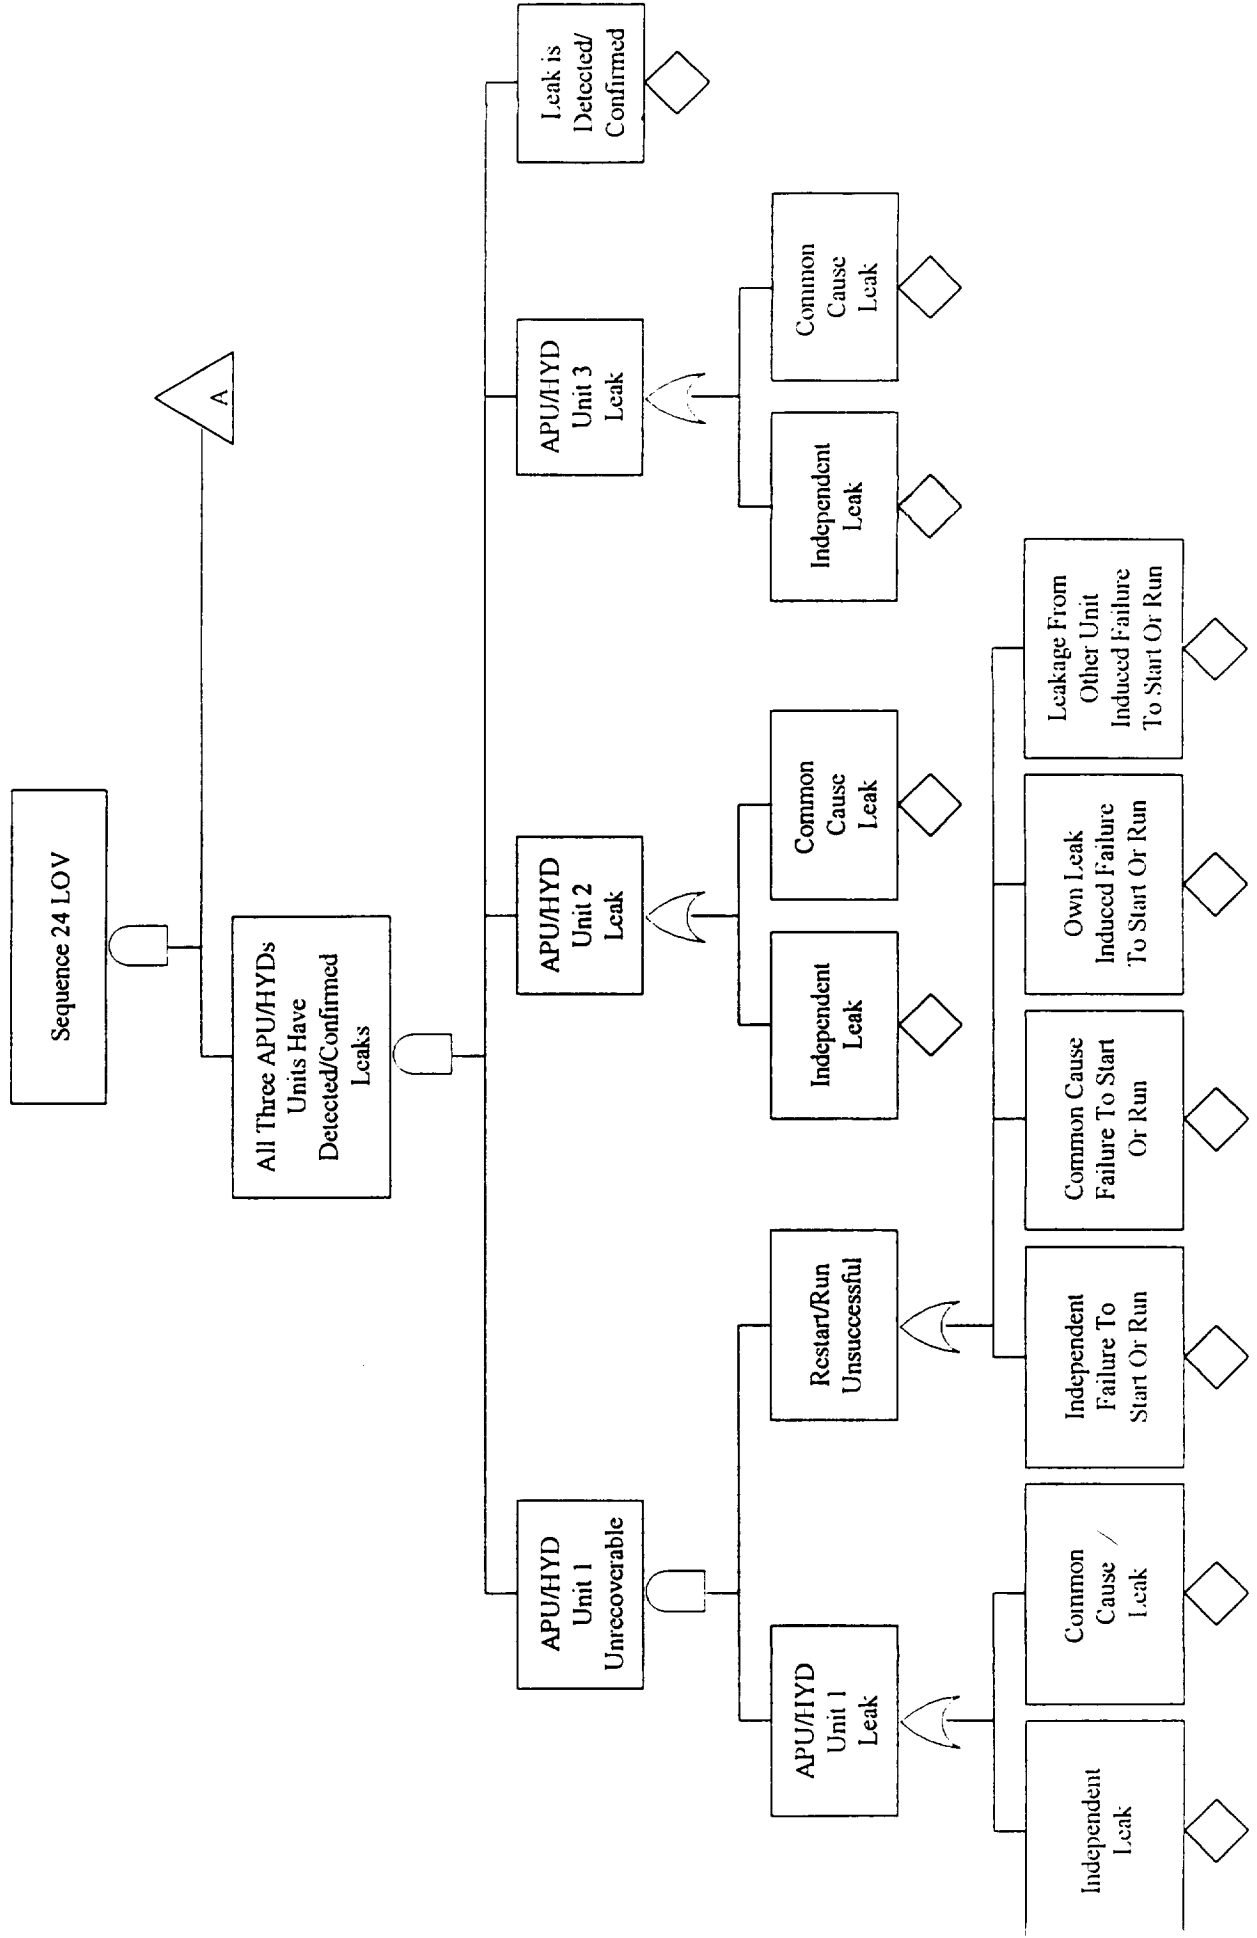 Sequence 24 LOV
A
All Three APU/HYDs
Units Have
Detected/Confirmed
Leaks
APU/HYD
Unit 1
Unrecoverable
APU/HYD
Unit 2
Leak
APU/HYD
Unit 3
Leak
Leak is
Detected/
Confirmed
APU/HYD
Unit 1
Leak
Restart/Run
Unsuccessful
Independent
Leak
Common
Cause
Leak
Independent
Leak
Common
Cause
Leak
Independent
Leak
Common
Cause
Leak
Independent
Failure To
Start Or Run
Common Cause
Failure To Start
Or Run
Own Leak
Induced Failure
To Start Or Run
Leakage From
Other Unit
Induced Failure
To Start Or Run